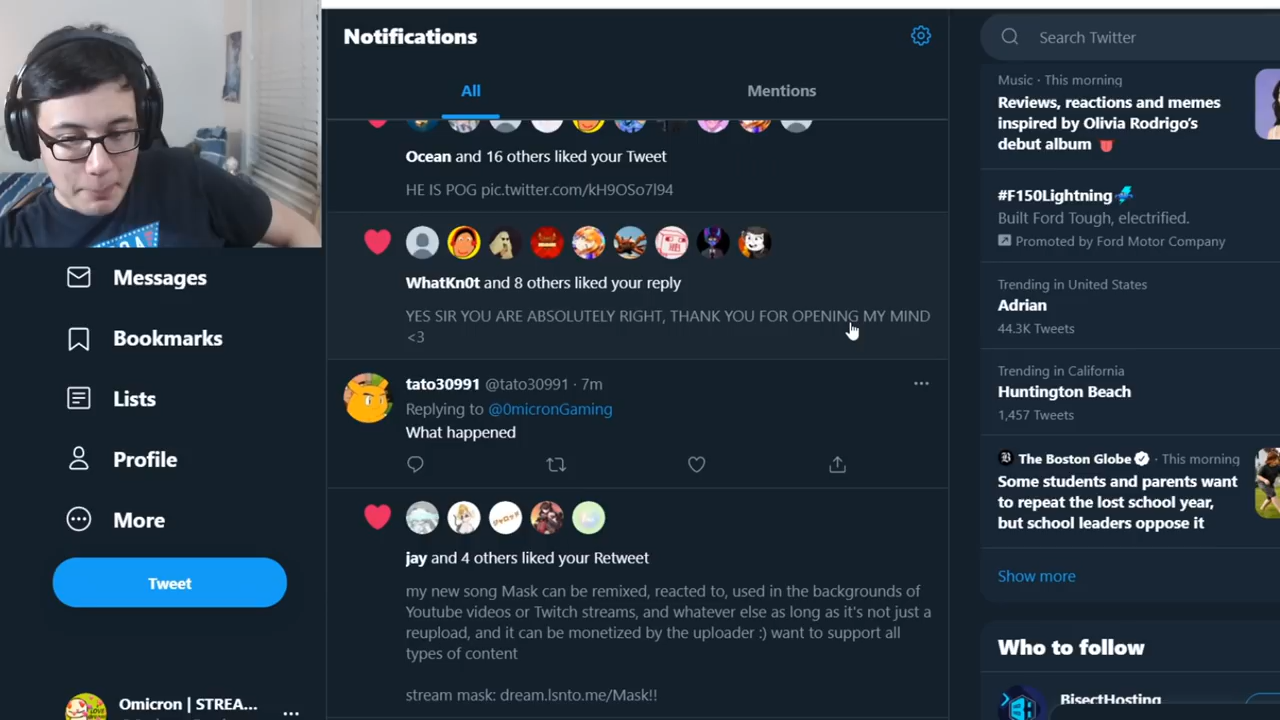 Notifications
All
Mentions
Ocean and 16 others liked your Tweet
HE IS POG pic.twitter.com/kH9OSo7l94
WhatKn0t and 8 others liked your reply
YES SIR YOU ARE ABSOLUTELY RIGHT, THANK YOU FOR OPENING MY MIND
<3
tato30991 @tato30991 · 7m
Replying to @0micronGaming
What happened
jay and 4 others liked your Retweet
my new song Mask can be remixed, reacted to, used in the backgrounds of
Youtube videos or Twitch streams, and whatever else as long as it's not just a
reupload, and it can be monetized by the uploader :) want to support all
types of content
stream mask: dream.lsnto.me/Mask!!
Messages
Bookmarks
Lists
Profile
More
Tweet
Omicron | STREA...
Search Twitter
Music · This morning
Reviews, reactions and memes
inspired by Olivia Rodrigo's
debut album
#F150Lightning
Built Ford Tough, electrified.
Promoted by Ford Motor Company
Trending in United States
Adrian
44.3K Tweets
Trending in California
Huntington Beach
1,457 Tweets
The Boston Globe · This morning
Some students and parents want
to repeat the lost school year,
but school leaders oppose it
Show more
Who to follow
BisectHosting